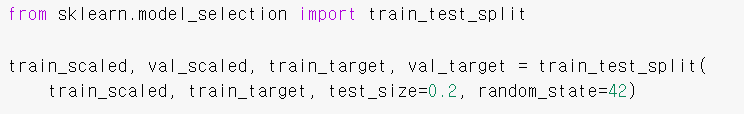 from sklearn.model_selection import train_test_split
train_scaled, val_scaled, train_target, val_target = train_test_split(
    train_scaled, train_target, test_size=0.2, random_state=42)